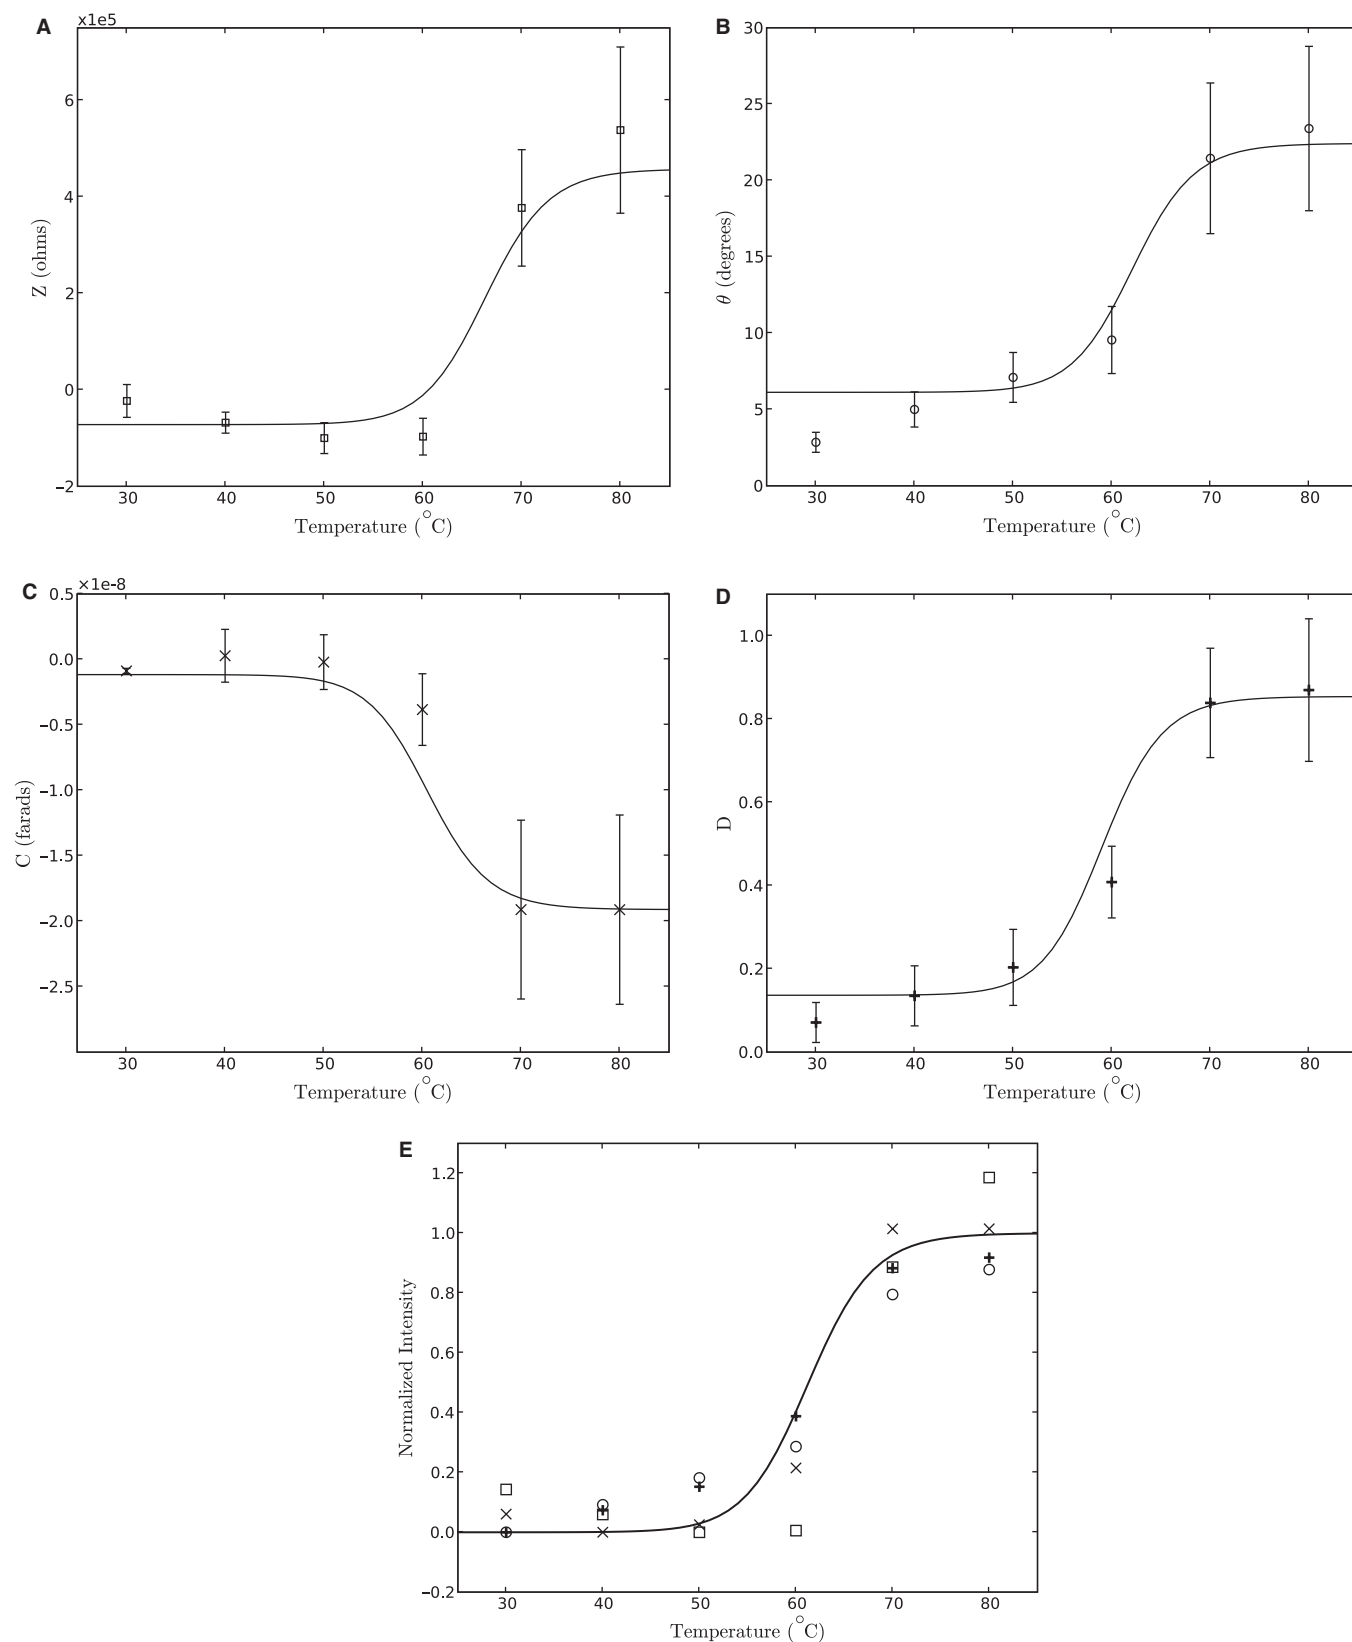 A
x1e5
6
4
2
0
−2
30 40 50 60 70 80
Z (ohms)
Temperature (°C)
B
30
25
20
15
10
5
0
30 40 50 60 70 80
θ (degrees)
Temperature (°C)
C
×1e-8
0.5
0.0
−0.5
−1.0
−1.5
−2.0
−2.5
30 40 50 60 70 80
C (farads)
Temperature (°C)
D
1.0
0.8
0.6
0.4
0.2
0.0
30 40 50 60 70 80
D
Temperature (°C)
E
1.2
1.0
0.8
0.6
0.4
0.2
0.0
−0.2
30 40 50 60 70 80
Normalized Intensity
Temperature (°C)